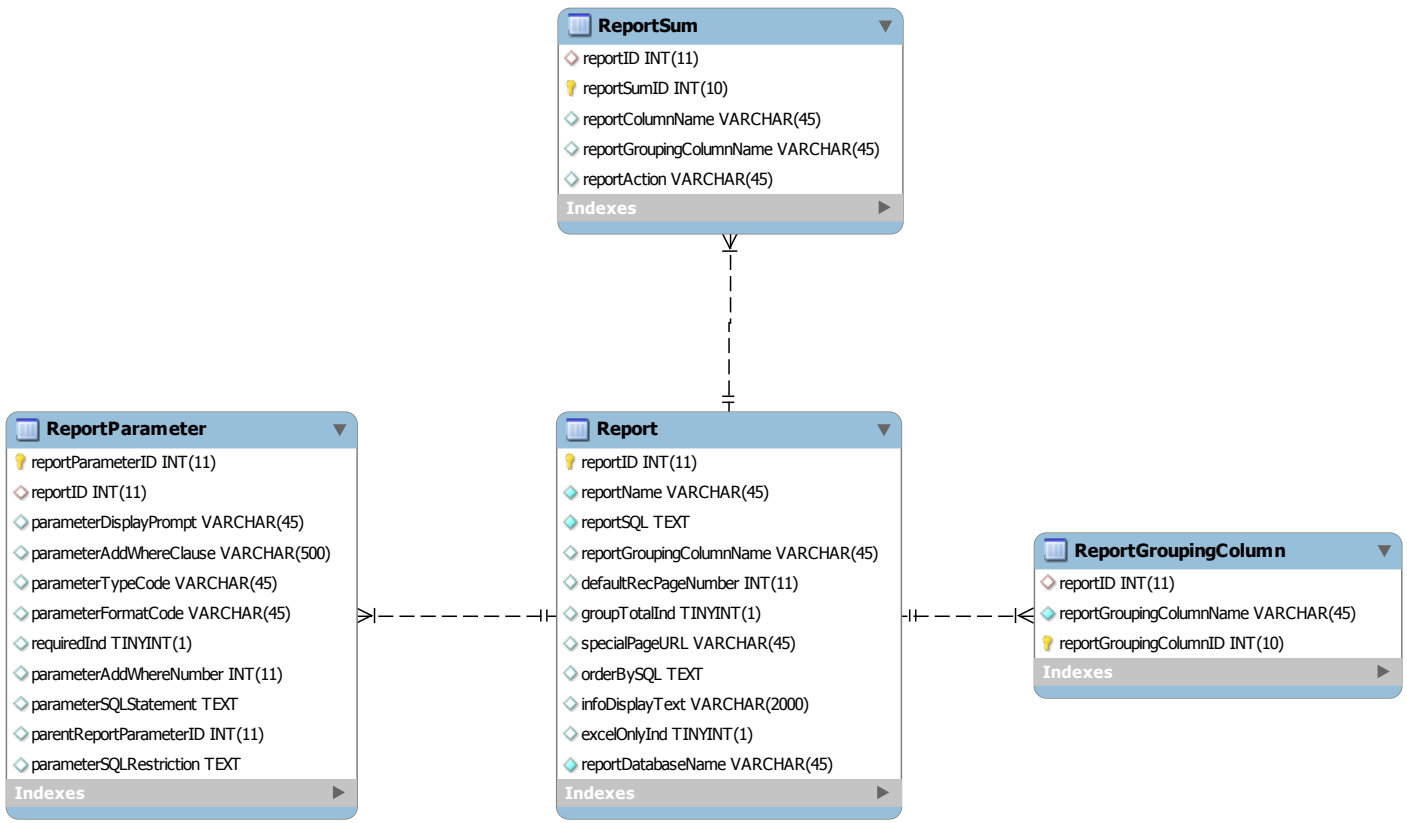 ReportSum
reportID INT(11)
reportSumID INT(10)
reportColumnName VARCHAR(45)
reportGroupingColumnName VARCHAR(45)
reportAction VARCHAR(45)
Indexes
ReportParameter
reportParameterID INT(11)
reportID INT(11)
parameterDisplayPrompt VARCHAR(45)
parameterAddWhereClause VARCHAR(500)
parameterTypeCode VARCHAR(45)
parameterFormatCode VARCHAR(45)
requiredInd TINYINT(1)
parameterAddWhereNumber INT(11)
parameterSQLStatement TEXT
parentReportParameterID INT(11)
parameterSQLRestriction TEXT
Indexes
Report
reportID INT(11)
reportName VARCHAR(45)
reportSQL TEXT
reportGroupingColumnName VARCHAR(45)
defaultRecPageNumber INT(11)
groupTotalInd TINYINT(1)
specialPageURL VARCHAR(45)
orderBySQL TEXT
infoDisplayText VARCHAR(2000)
excelOnlyInd TINYINT(1)
reportDatabaseName VARCHAR(45)
Indexes
ReportGroupingColumn
reportID INT(11)
reportGroupingColumnName VARCHAR(45)
reportGroupingColumnID INT(10)
Indexes